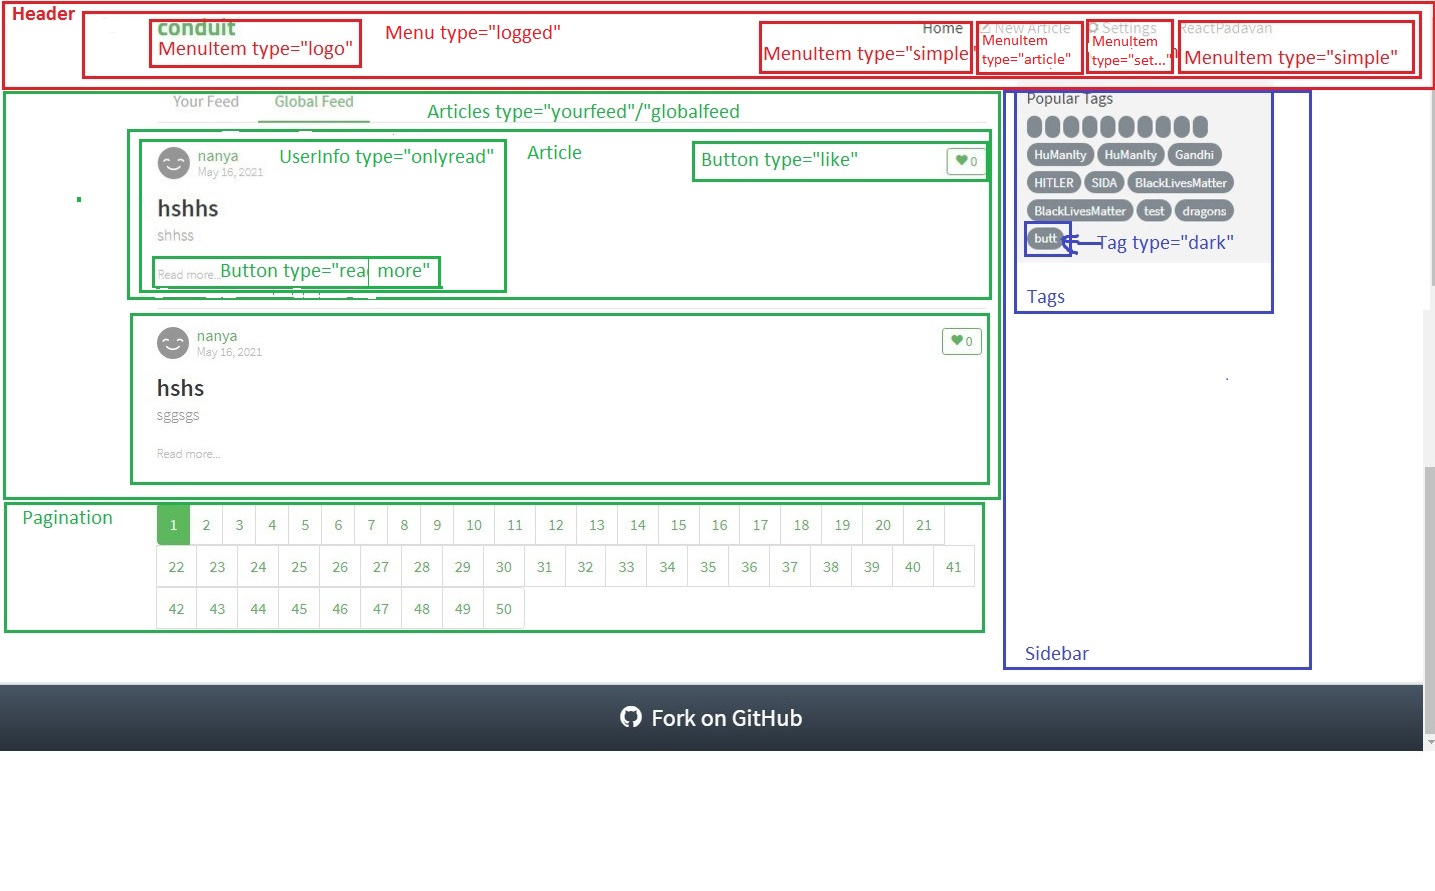 Header
conduit
MenuItem type="logo"
Menu type="logged"
Home
MenuItem type="simple"
New Article
MenuItem
type="article"
Settings
MenuItem
type="set..."
ReactPadavan
MenuItem type="simple"
Your Feed
Global Feed
Articles type="yourfeed"/"globalfeed
nanya
May 16, 2021
UserInfo type="onlyread"
Article
Button type="like"
0
hshhs
shhss
Read more...
Button type="rea more"
nanya
May 16, 2021
0
hshs
sggsgs
Read more...
Popular Tags
HuManIty HuManIty Gandhi
HITLER SIDA BlackLivesMatter
BlackLivesMatter test dragons
butt
Tag type="dark"
Tags
Sidebar
Pagination
1 2 3 4 5 6 7 8 9 10 11 12 13 14 15 16 17 18 19 20 21
22 23 24 25 26 27 28 29 30 31 32 33 34 35 36 37 38 39 40 41
42 43 44 45 46 47 48 49 50
Fork on GitHub